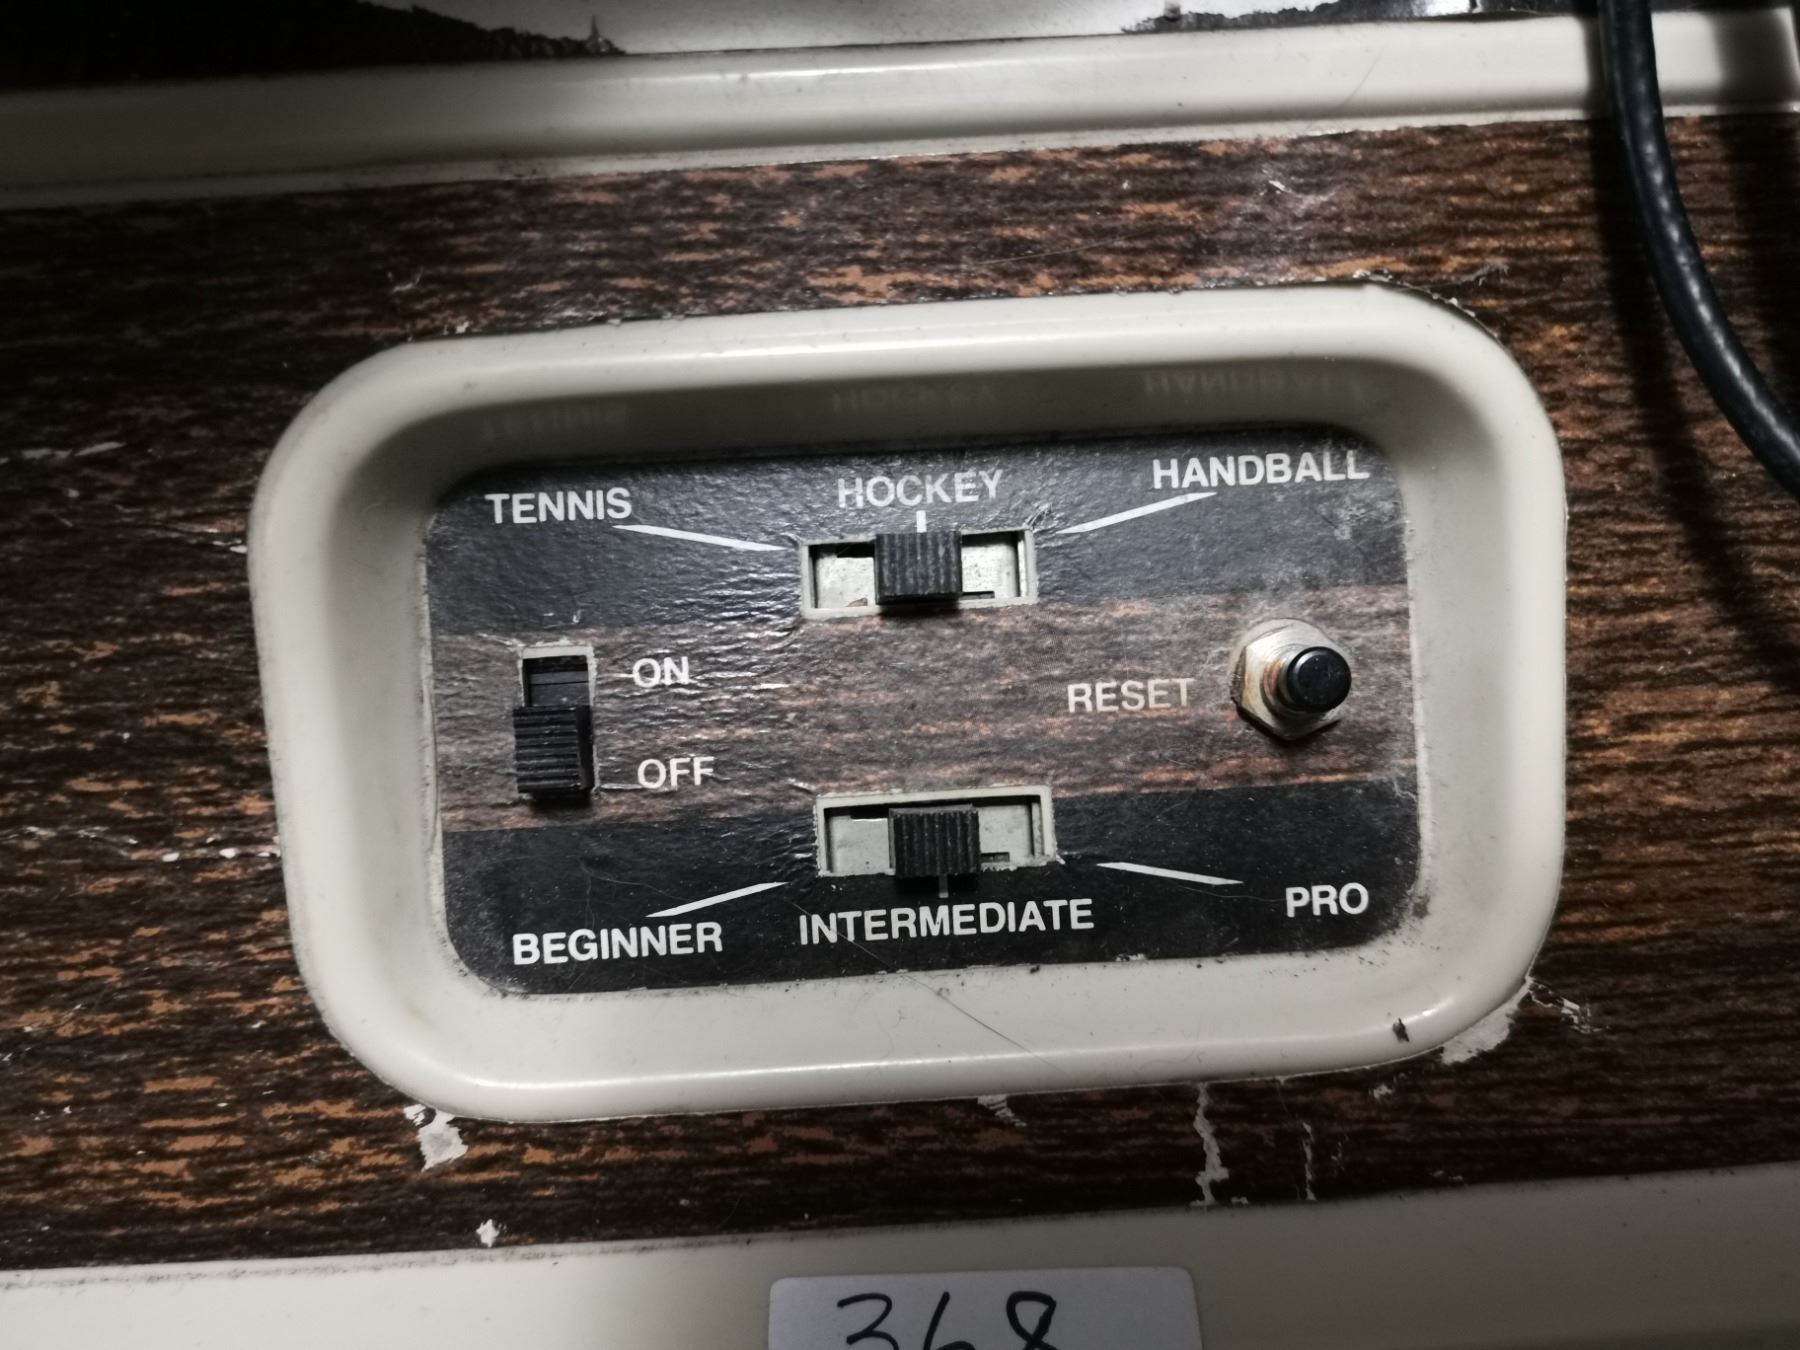 TENNIS
HOCKEY
HANDBALL
ON
OFF
RESET
BEGINNER
INTERMEDIATE
PRO
368